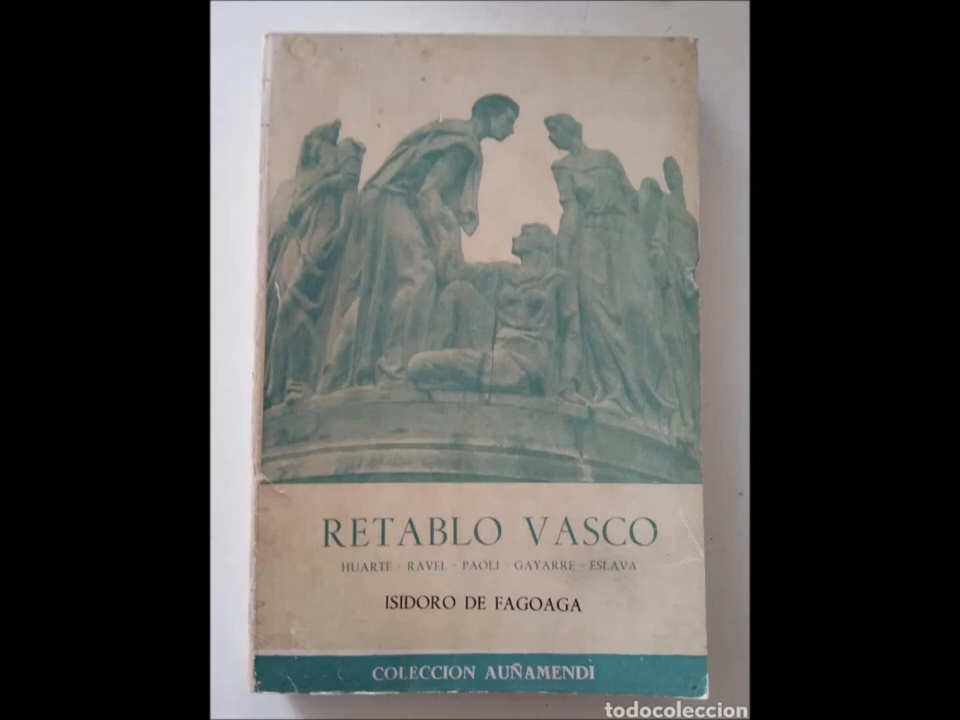 RETABLO VASCO
HUARTE - RAVEL - PAOLI - GAYARRE - ESLAVA
ISIDORO DE FAGOAGA
COLECCION AUÑAMENDI
todocoleccion